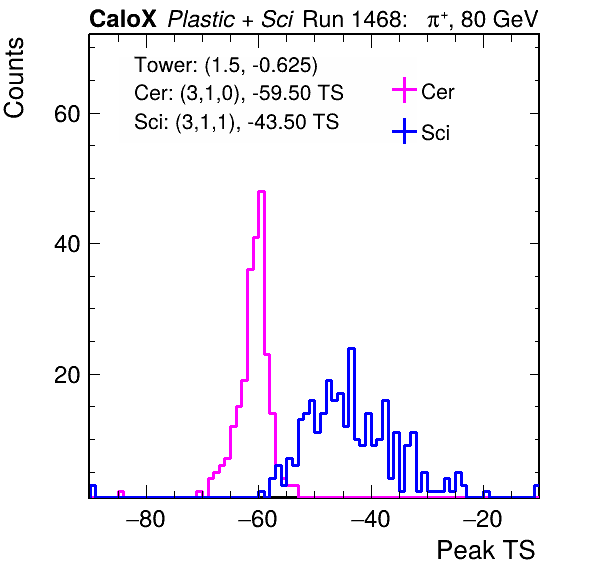 CaloX Plastic + Sci Run 1468: π⁺, 80 GeV
Counts
Tower: (1.5, -0.625)
Cer: (3,1,0), -59.50 TS
Sci: (3,1,1), -43.50 TS
Cer
Sci
60
40
20
−80 −60 −40 −20
Peak TS